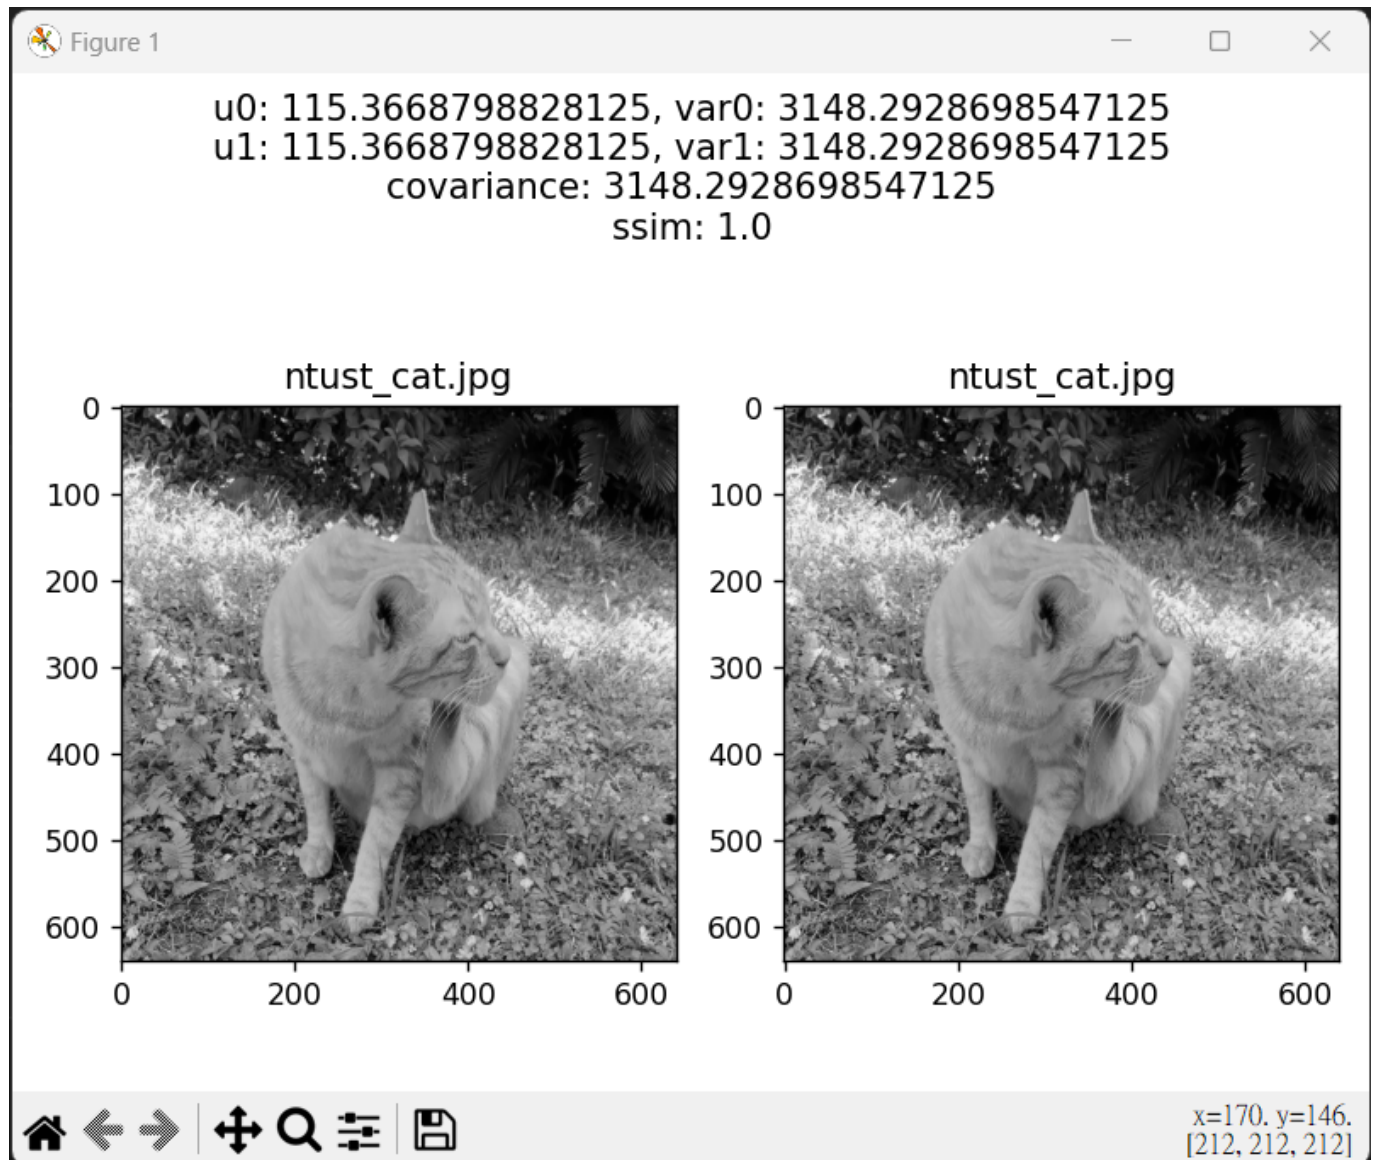 Figure 1
u0: 115.3668798828125, var0: 3148.2928698547125
u1: 115.3668798828125, var1: 3148.2928698547125
covariance: 3148.2928698547125
ssim: 1.0
ntust_cat.jpg
0
100
200
300
400
500
600
0
200
400
600
ntust_cat.jpg
0
100
200
300
400
500
600
0
200
400
600
x=170. y=146.
[212, 212, 212]